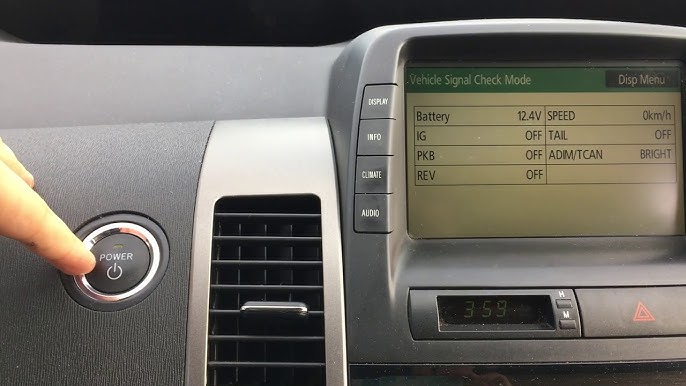 Vehicle Signal Check Mode Disp Menu
Battery 12.4V SPEED 0km/h
IG OFF TAIL OFF
PKB OFF ADIM/TCAN BRIGHT
REV OFF
DISPLAY
INFO
CLIMATE
AUDIO
POWER
3:59
H
M